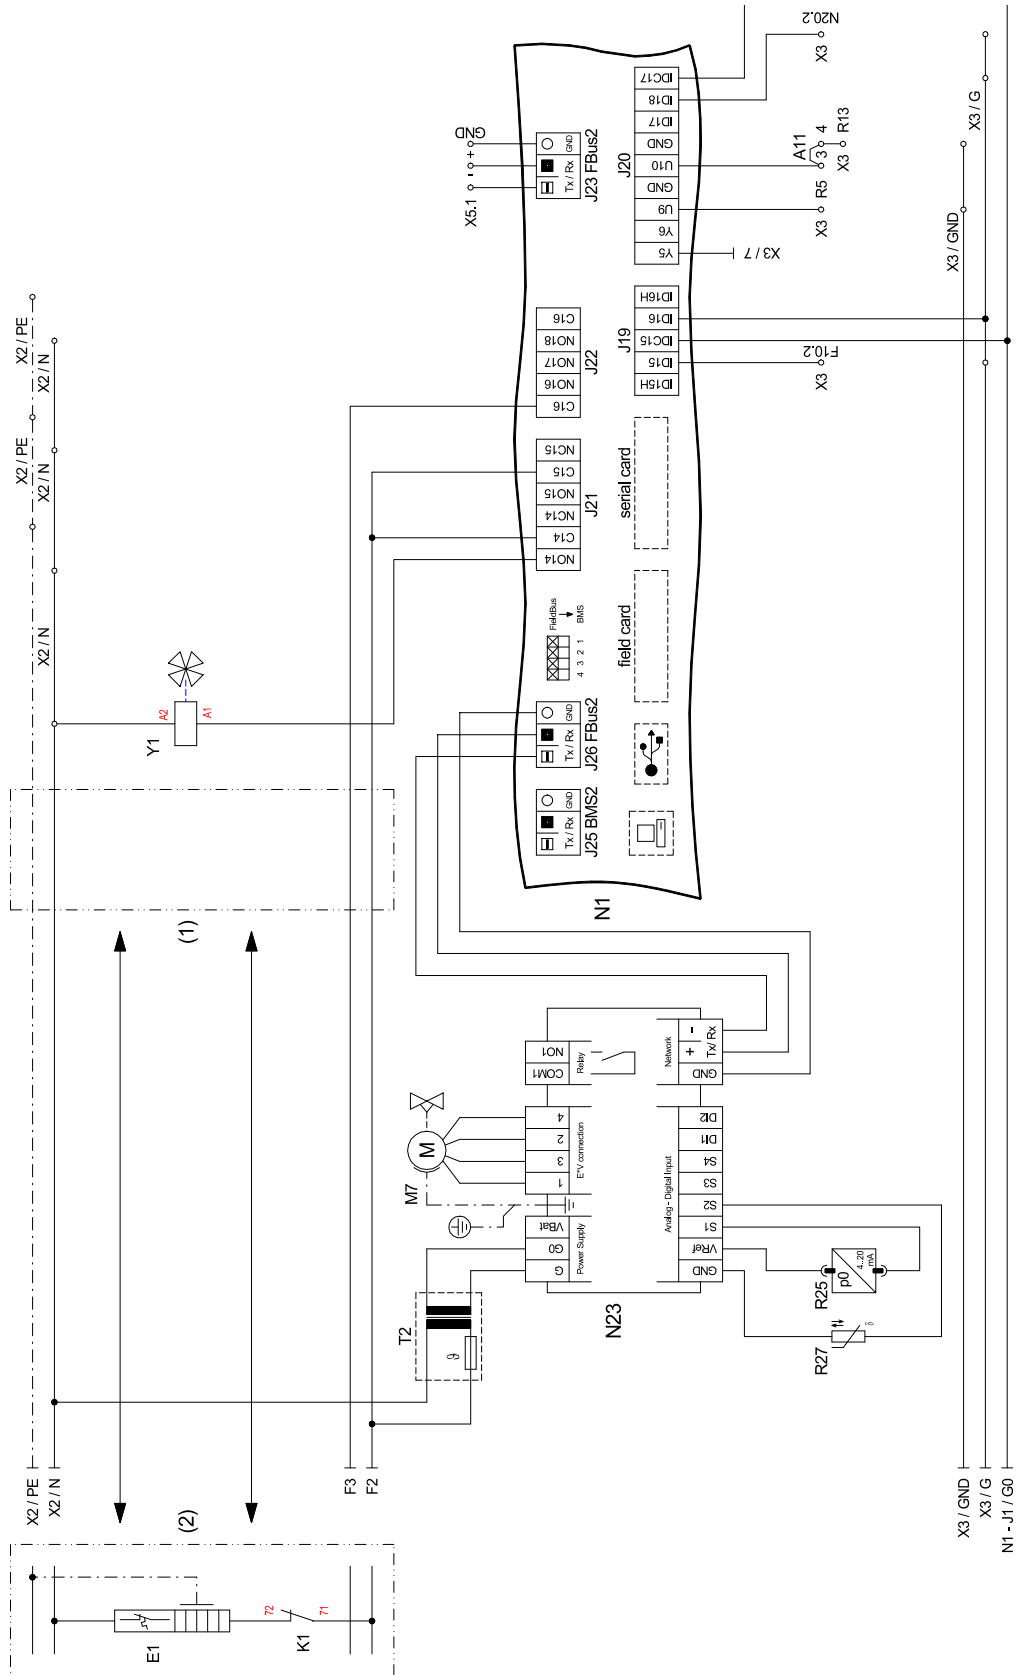 N20.2
X3
X3 / G
GND
+
-
X5.1
GND
Tx / Rx
J23 FBus2
IDC17
ID18
ID17
GND
U10
GND
U9
Y6
Y5
J20
A11
3 4
X3
R13
R5
X3
X3 / GND
X3 / 7
X2 / PE
X2 / N
X2 / PE
X2 / N
X2 / N
C16
NO18
NO17
NO16
C16
J22
ID16H
ID16
IDC15
ID15
ID15H
J19
F10.2
X3
NC15
C15
NO15
NC14
C14
NO14
J21
serial card
field card
FieldBus
BMS
4 3 2 1
A2
A1
Y1
GND
Tx / Rx
J26 FBus2
GND
Tx / Rx
J25 BMS2
N1
(1)
NO1
COM1
Relay
Network
-
+
Tx/ Rx
GND
4
2
3
1
E*V connection
M
M7
VBat
G0
G
Power Supply
Analog - Digital Input
DI2
DI1
S4
S3
S2
S1
VRef
GND
N23
T2
ϑ
R25
p0
4..20
mA
R27
δ
X2 / PE
X2 / N
F3
F2
X3 / GND
X3 / G
N1 - J1 / G0
(2)
E1
72
71
K1